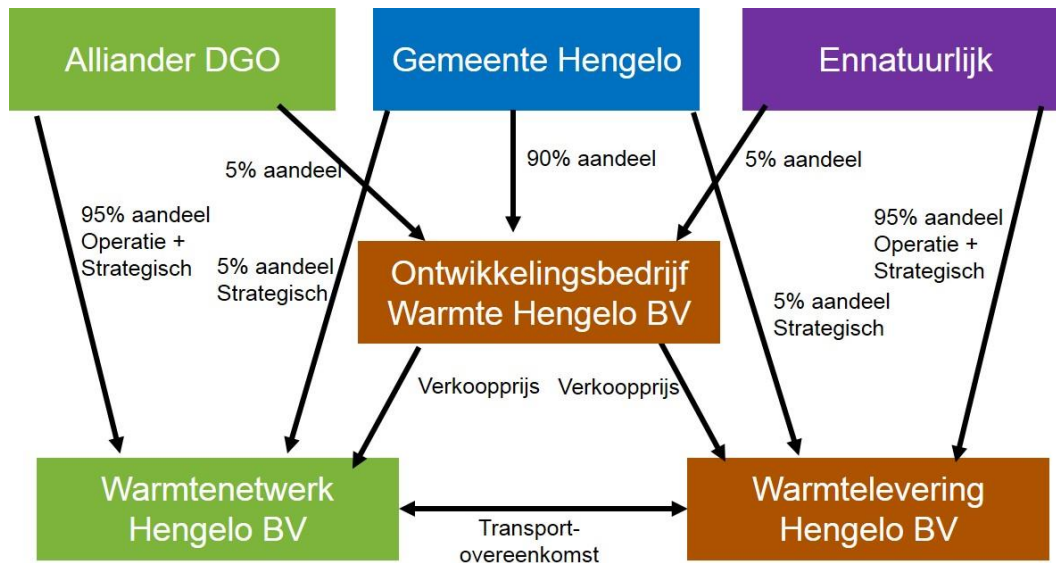 Alliander DGO
Gemeente Hengelo
Ennatuurlijk
5% aandeel
90% aandeel
5% aandeel
95% aandeel
Operatie +
Strategisch
5% aandeel
Strategisch
95% aandeel
Operatie +
Strategisch
Ontwikkelingsbedrijf
Warmte Hengelo BV
5% aandeel
Strategisch
Verkoopprijs
Verkoopprijs
Warmtenetwerk
Hengelo BV
Transport-
overeenkomst
Warmtelevering
Hengelo BV